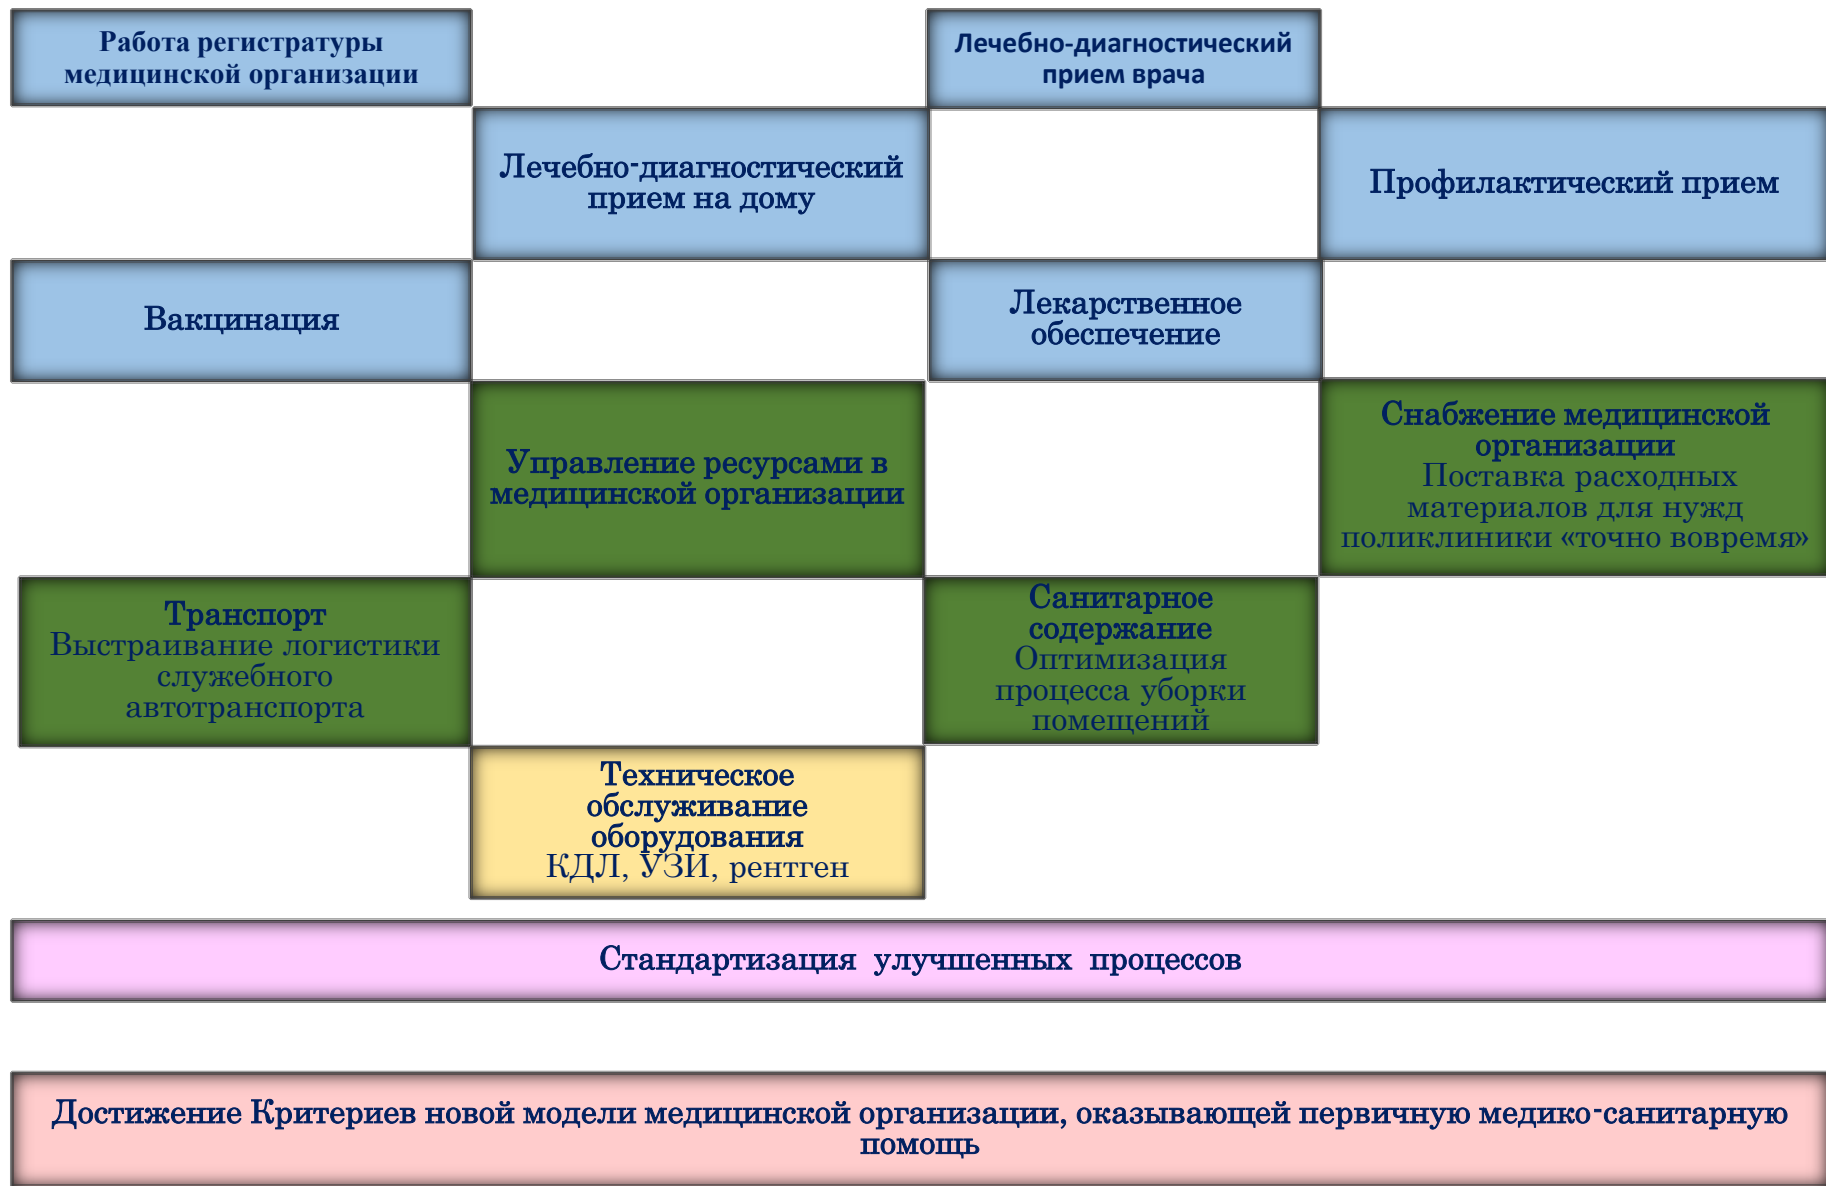 Работа регистратуры
медицинской организации
Лечебно-диагностический
прием врача
Лечебно-диагностический
прием на дому
Профилактический прием
Вакцинация
Лекарственное
обеспечение
Управление ресурсами в
медицинской организации
Снабжение медицинской
организации
Поставка расходных
материалов для нужд
поликлиники «точно вовремя»
Транспорт
Выстраивание логистики
служебного
автотранспорта
Санитарное
содержание
Оптимизация
процесса уборки
помещений
Техническое
обслуживание
оборудования
КДЛ, УЗИ, рентген
Стандартизация улучшенных процессов
Достижение Критериев новой модели медицинской организации, оказывающей первичную медико-санитарную
помощь